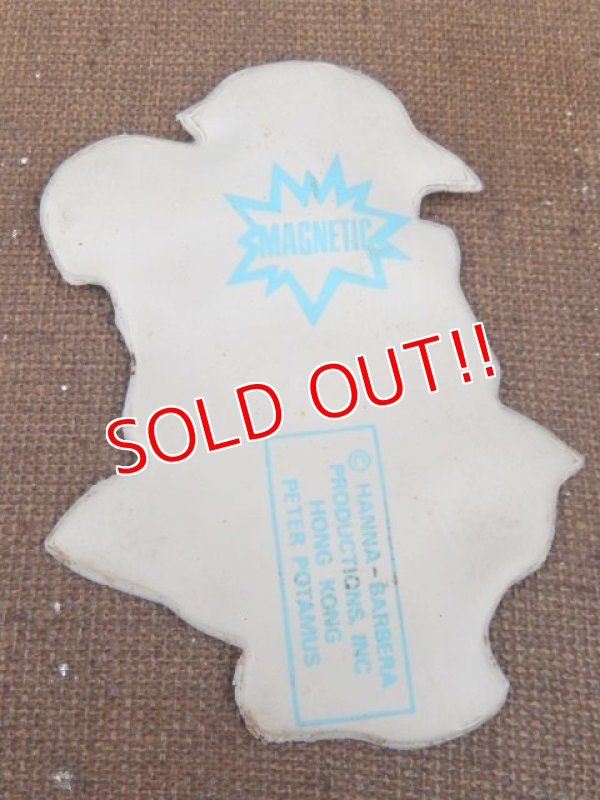 MAGNETIC
SOLD OUT!!
© HANNA-BARBERA
PRODUCTIONS, INC
HONG KONG
PETER POTAMUS